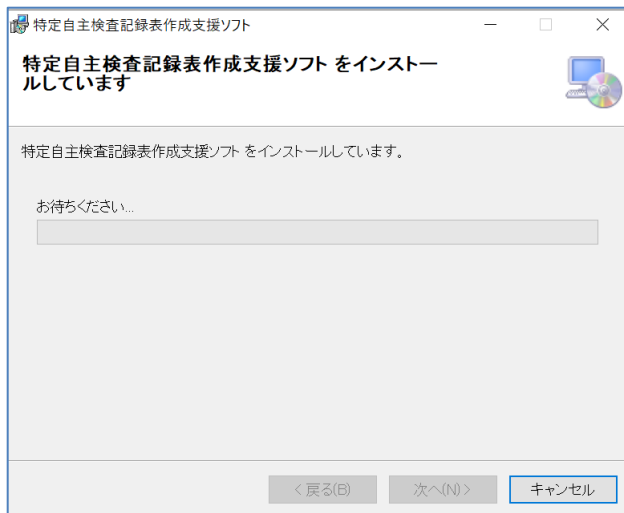 特定自主検査記録表作成支援ソフト
特定自主検査記録表作成支援ソフト をインストー
ルしています
特定自主検査記録表作成支援ソフト をインストールしています。
お待ちください...
< 戻る(B)
次へ(N) >
キャンセル